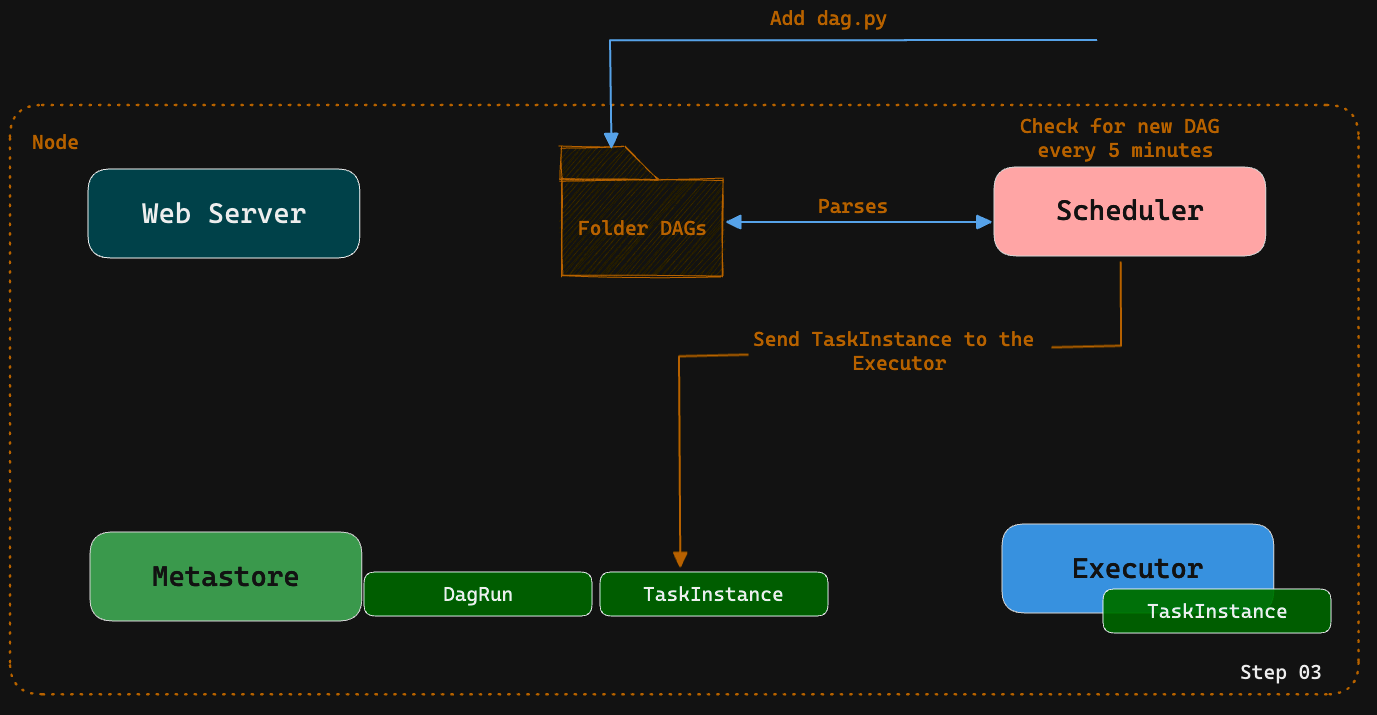 Add dag.py
Node
Check for new DAG
every 5 minutes
Web Server
Folder DAGs
Parses
Scheduler
Send TaskInstance to the
Executor
Metastore
DagRun
TaskInstance
Executor
TaskInstance
Step 03